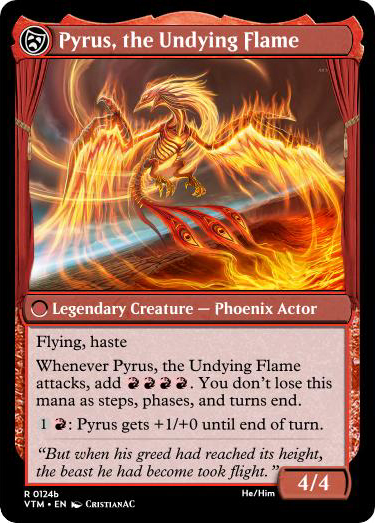 Pyrus, the Undying Flame
Legendary Creature — Phoenix Actor
Flying, haste
Whenever Pyrus, the Undying Flame
attacks, add RRRR. You don't lose this
mana as steps, phases, and turns end.
1 R: Pyrus gets +1/+0 until end of turn.
“But when his greed had reached its height,
the beast he had become took flight.”
4/4
R 0124b
He/Him
VTM • EN CRISTIANAC